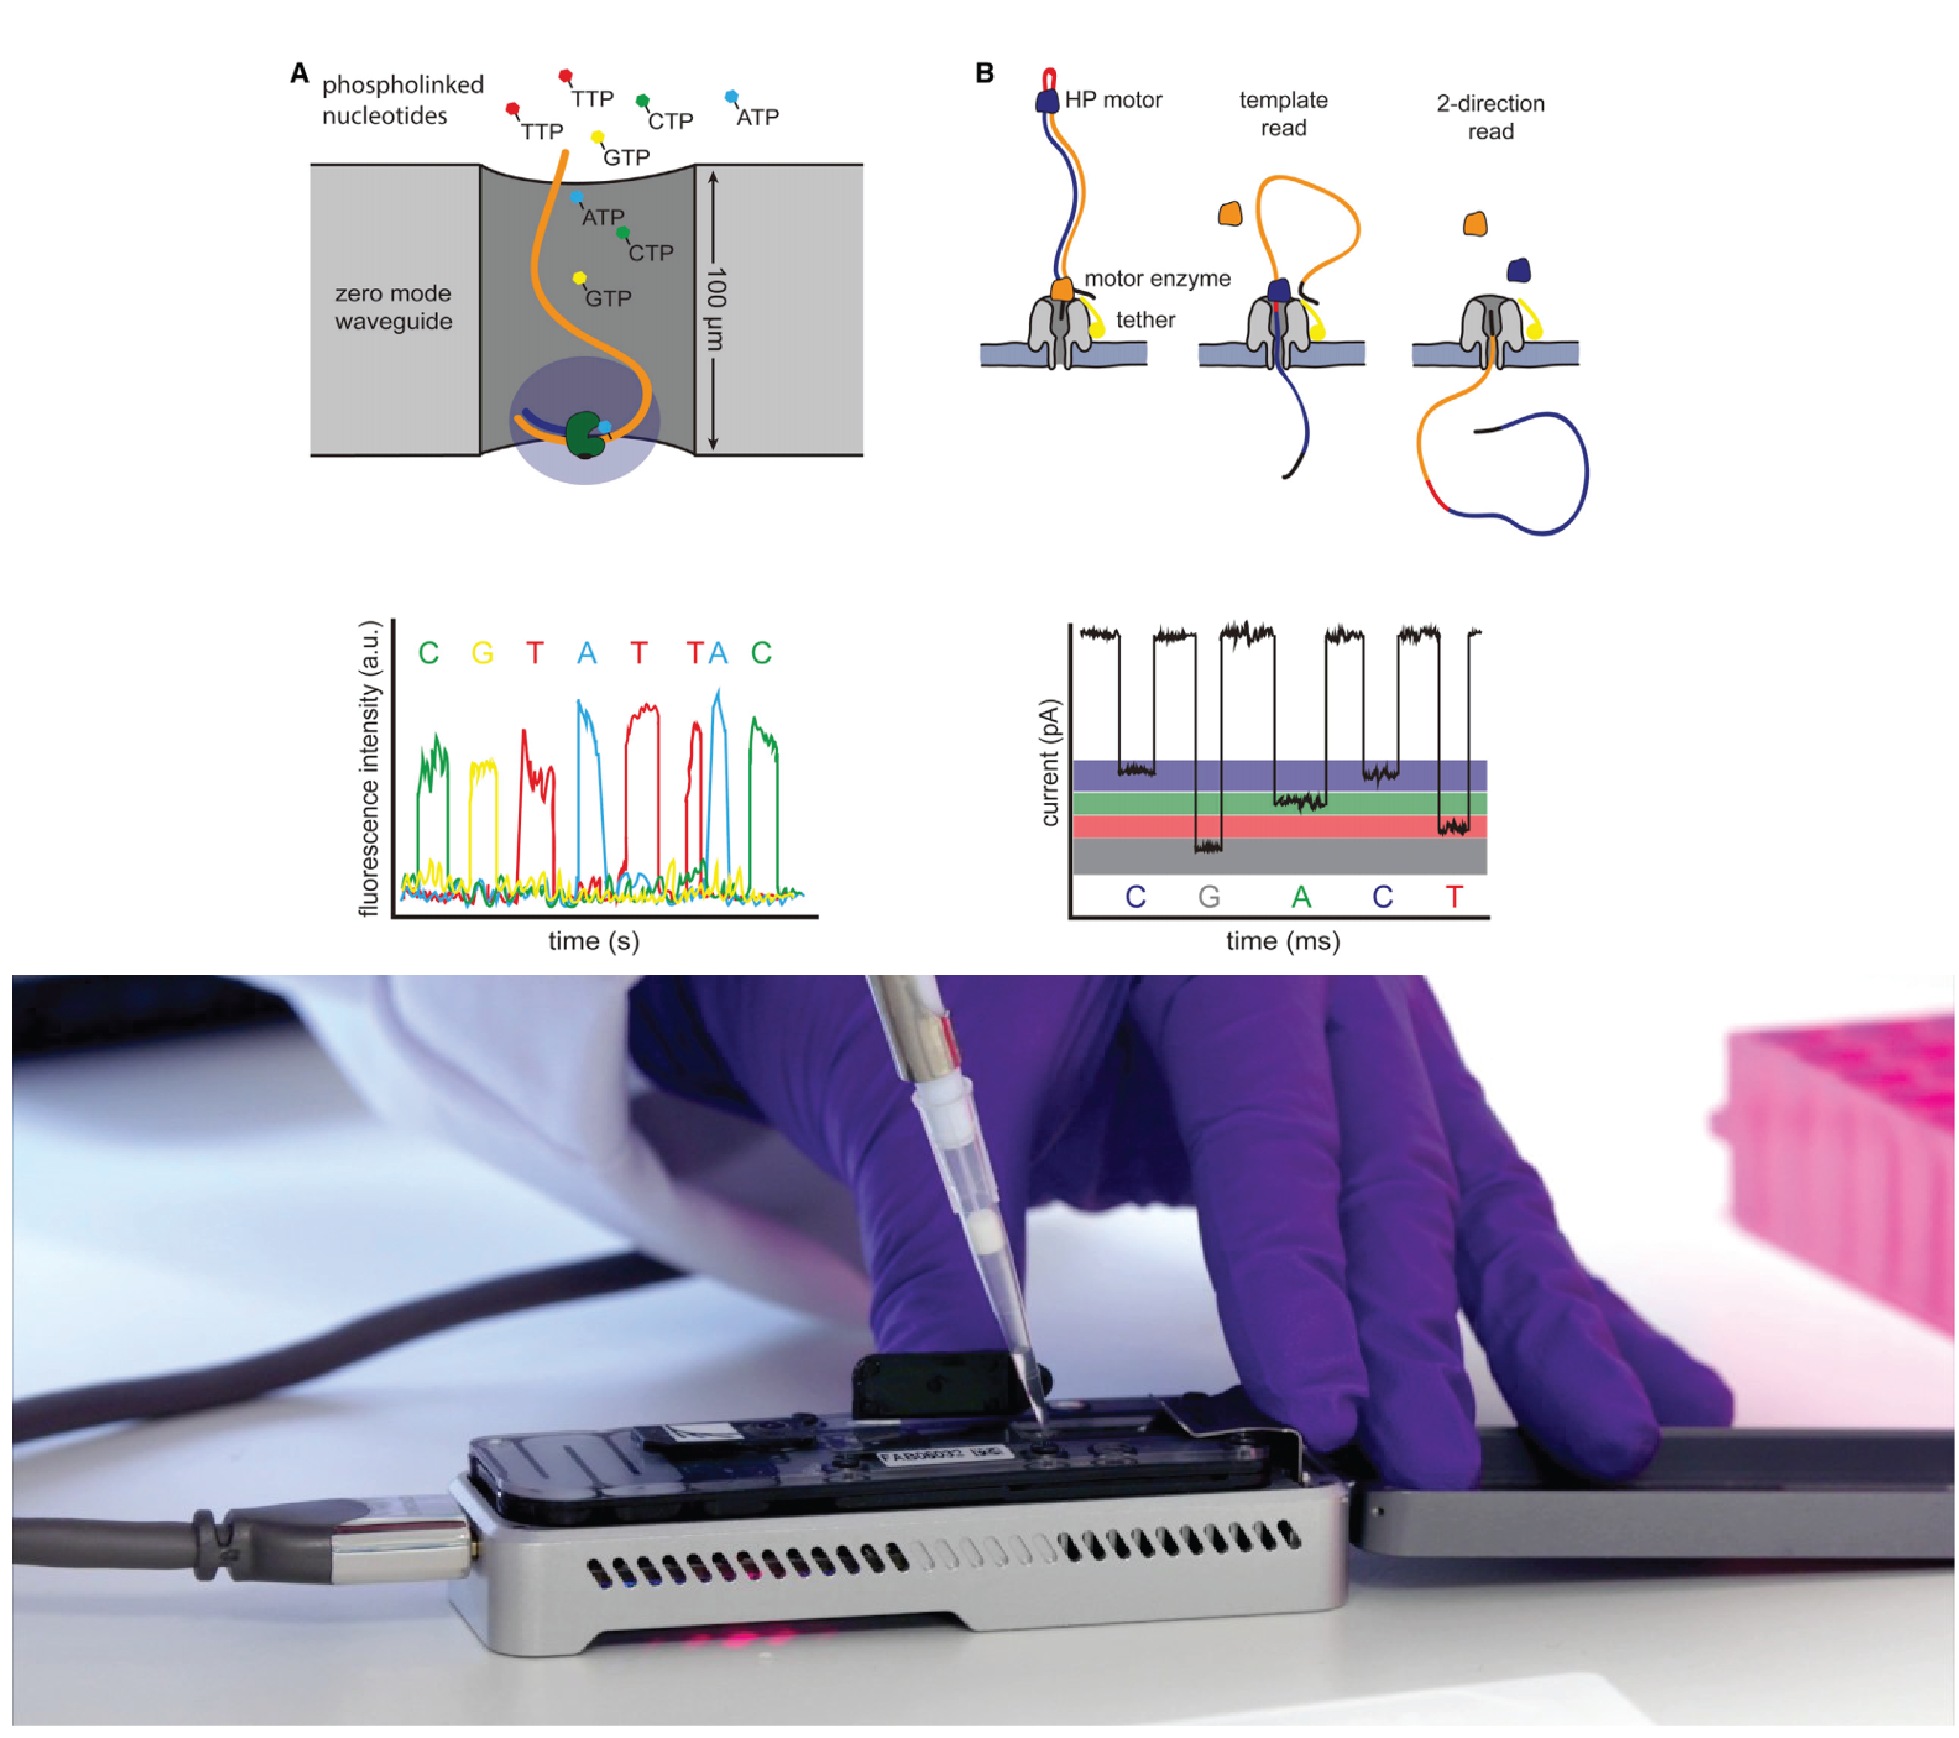 A
phospholinked
nucleotides
TTP
TTP
CTP
ATP
GTP
ATP
CTP
GTP
zero mode
waveguide
100 µm
C G T A T T A C
fluorescence intensity (a.u.)
time (s)
B
HP motor
template
read
2-direction
read
motor enzyme
tether
current (pA)
C G A C T
time (ms)